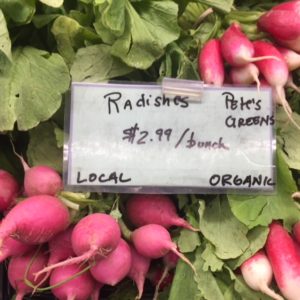 Radishes PETE'S GREENS
$2.99/bunch
LOCAL ORGANIC